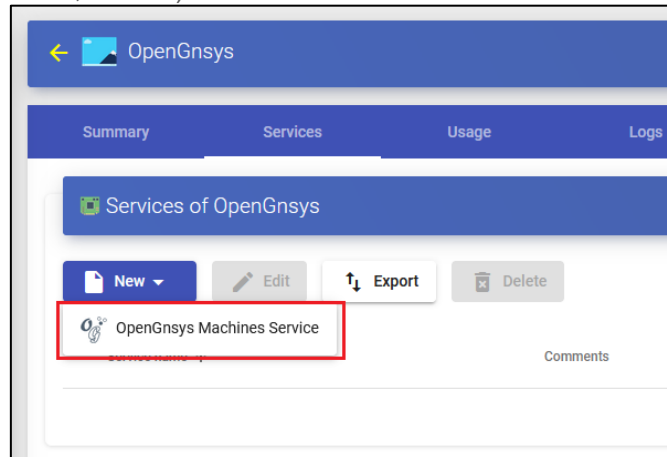 OpenGnsys
Summary Services Usage Logs
Services of OpenGnsys
New Edit Export Delete
OpenGnsys Machines Service
Comments